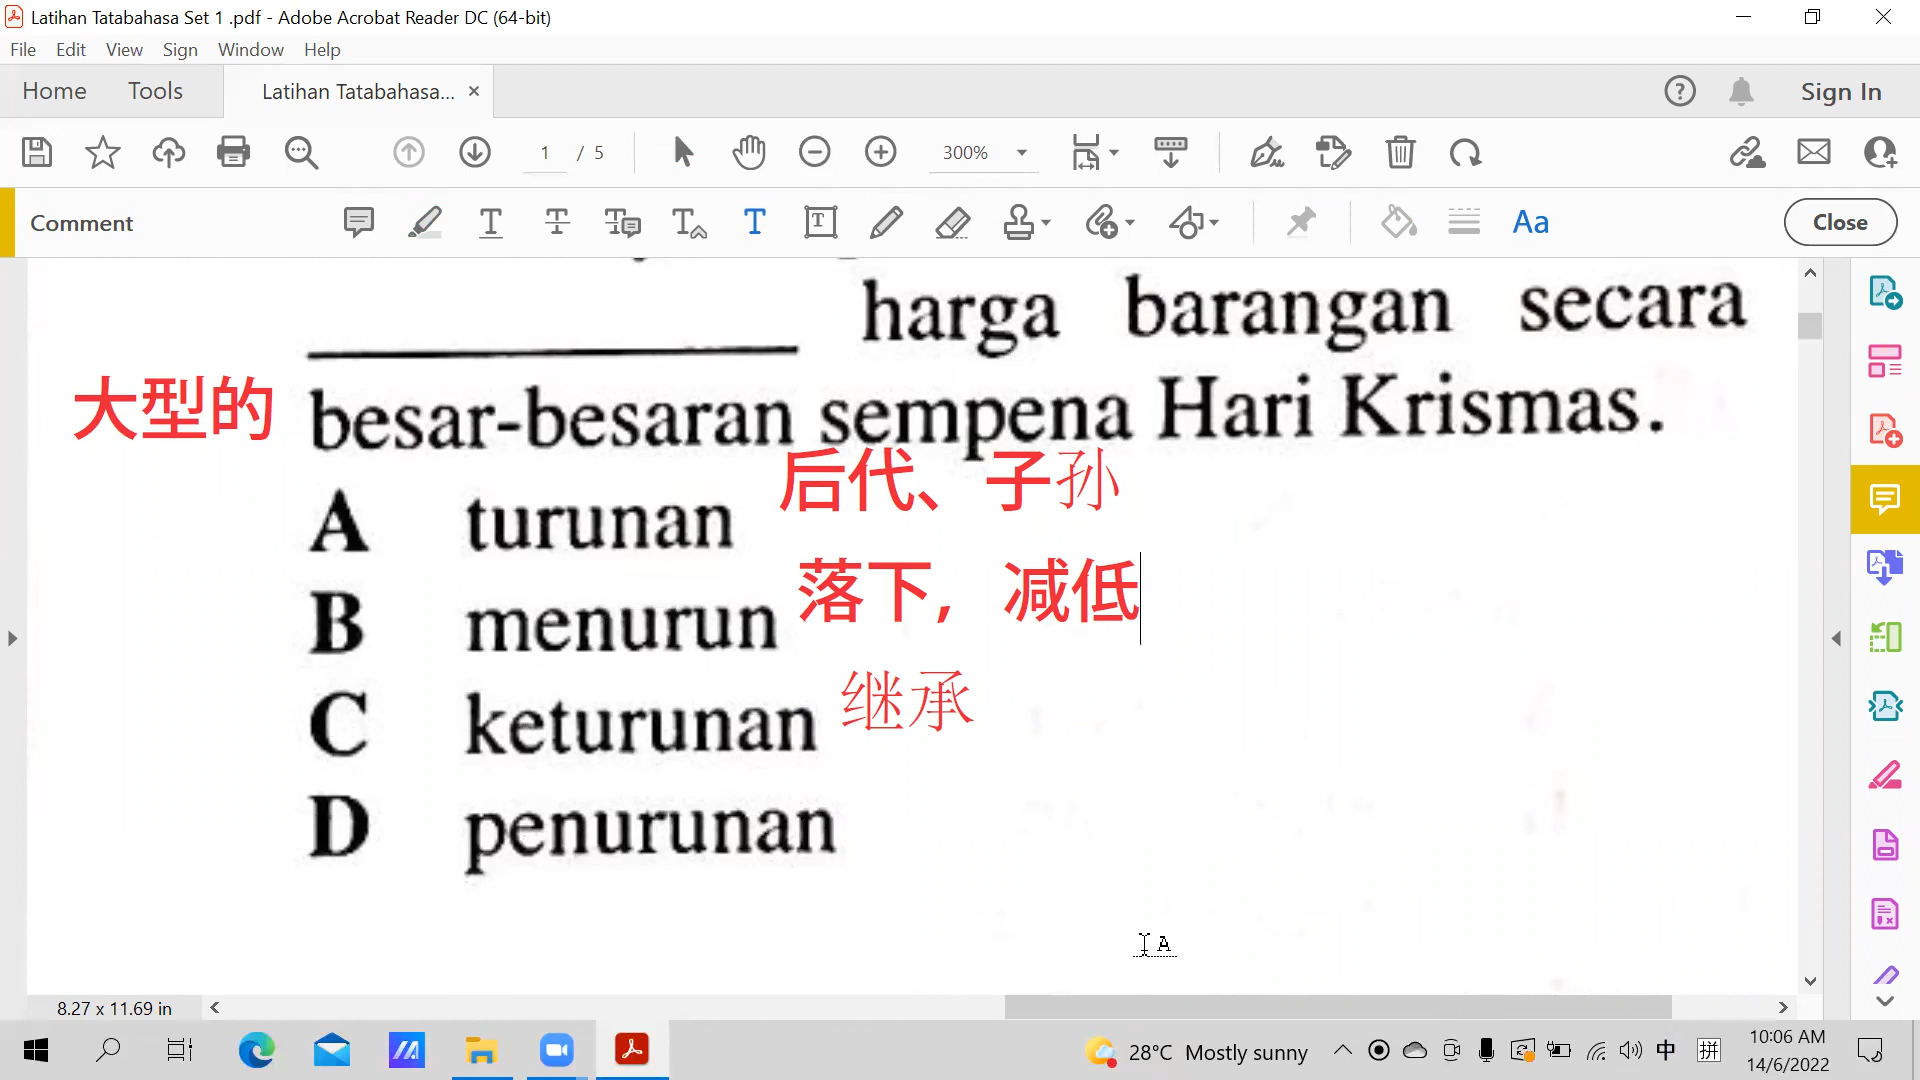 Latihan Tatabahasa Set 1 .pdf - Adobe Acrobat Reader DC (64-bit)
File Edit View Sign Window Help
Home Tools Latihan Tatabahasa... × Sign In
1 / 5 300%
Comment Close
harga barangan secara
大型的 besar-besaran sempena Hari Krismas.
A turunan 后代、子孙
B menurun 落下，减低
C keturunan 继承
D penurunan
8.27 x 11.69 in
28°C Mostly sunny 中 拼 10:06 AM
14/6/2022